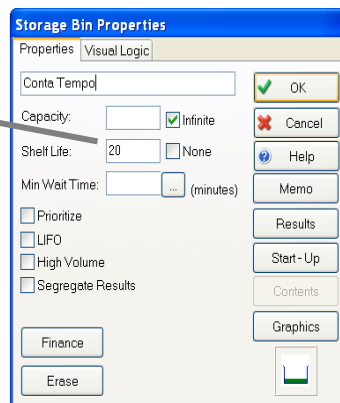 Storage Bin Properties
Properties Visual Logic
Conta Tempo
Capacity: Infinite
Shelf Life: 20 None
Min Wait Time: ... (minutes)
Prioritize
LIFO
High Volume
Segregate Results
Finance
Erase
OK
Cancel
Help
Memo
Results
Start-Up
Contents
Graphics